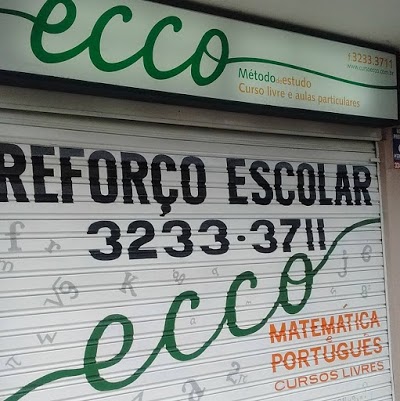 ecco
Método de estudo
Curso livre e aulas particulares
3233.3711
REFORÇO ESCOLAR
3233-3711
ecco
MATEMÁTICA
e
PORTUGUÊS
CURSOS LIVRES